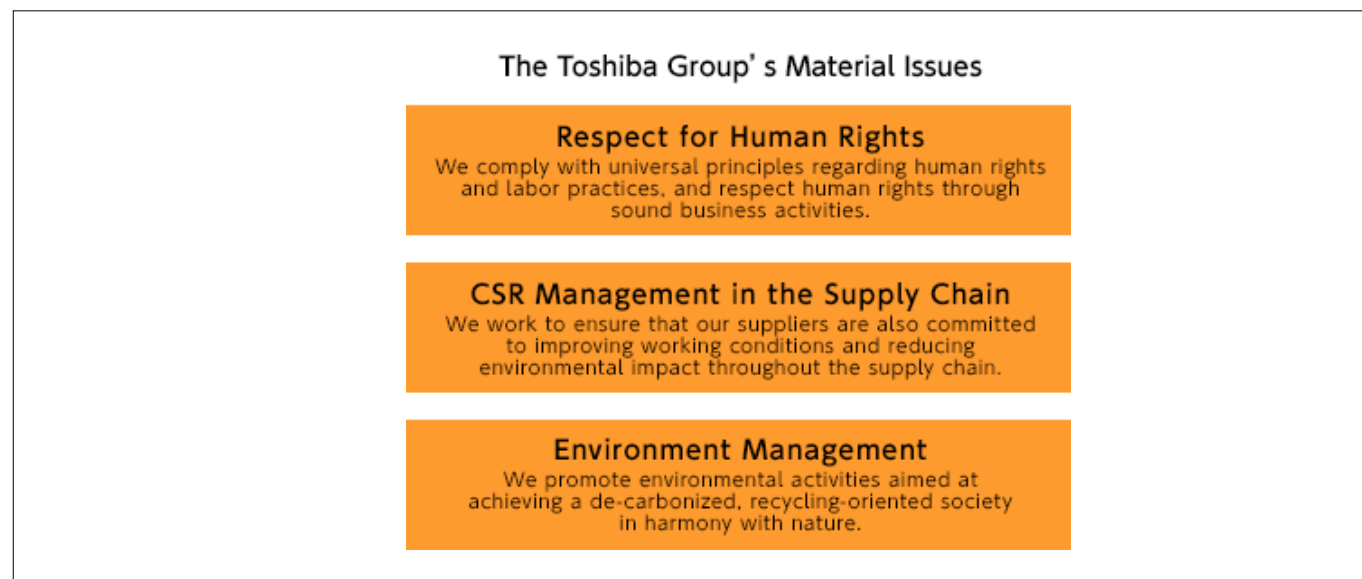 The Toshiba Group’ s Material Issues
Respect for Human Rights
We comply with universal principles regarding human rights
and labor practices, and respect human rights through
sound business activities.
CSR Management in the Supply Chain
We work to ensure that our suppliers are also committed
to improving working conditions and reducing
environmental impact throughout the supply chain.
Environment Management
We promote environmental activities aimed at
achieving a de-carbonized, recycling-oriented society
in harmony with nature.